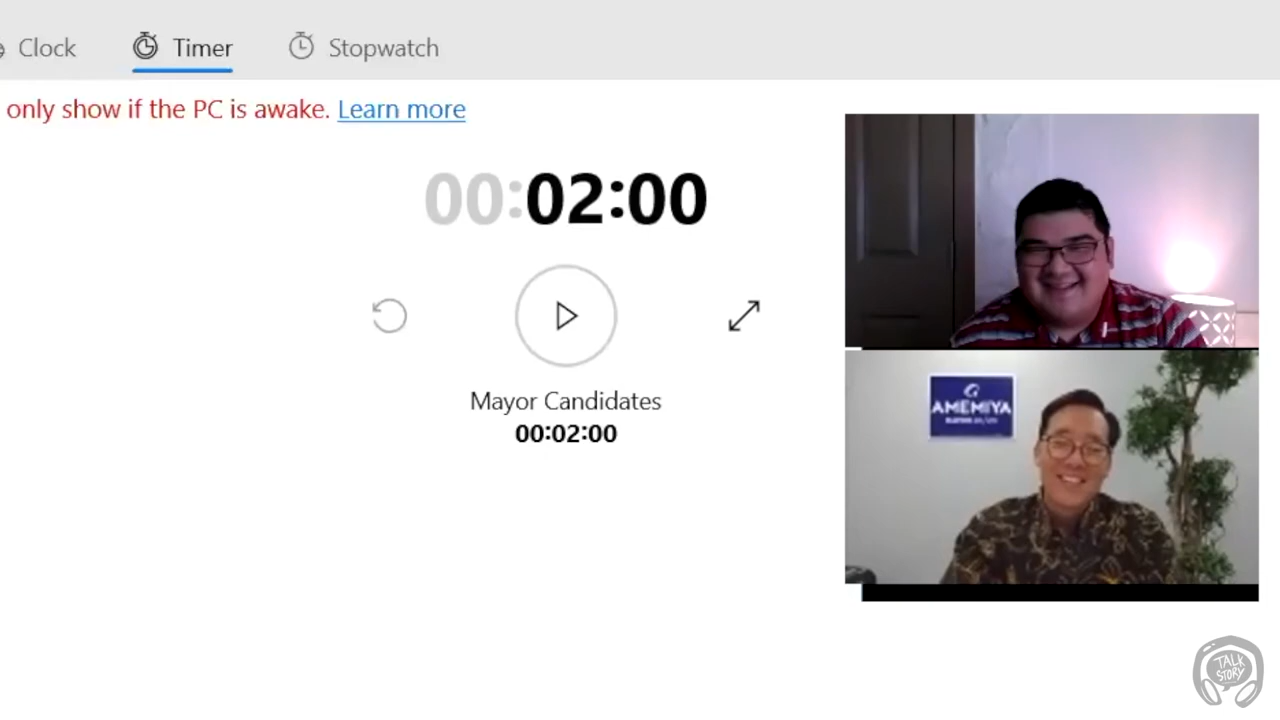 Clock
Timer
Stopwatch
only show if the PC is awake. Learn more
00:02:00
Mayor Candidates
00:02:00
AMEMIYA
TALK
STORY